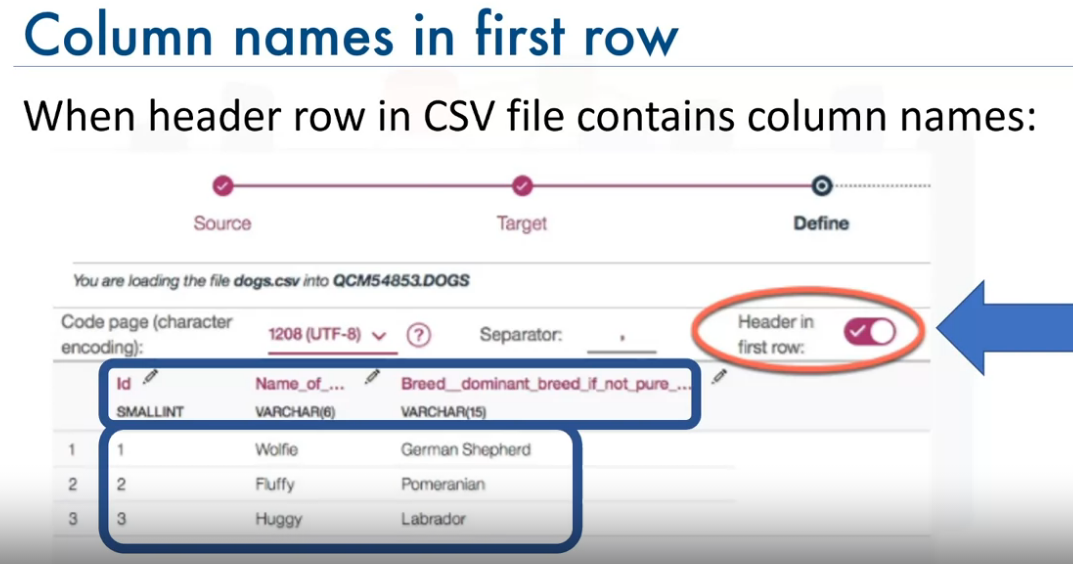 Column names in first row
When header row in CSV file contains column names:
Source Target Define
You are loading the file dogs.csv into QCM54853.DOGS
Code page (character encoding): 1208 (UTF-8) ? Separator: , Header in first row:
Id Name_of_... Breed__dominant_breed_if_not_pure_...
SMALLINT VARCHAR(6) VARCHAR(15)
1 1 Wolfie German Shepherd
2 2 Fluffy Pomeranian
3 3 Huggy Labrador